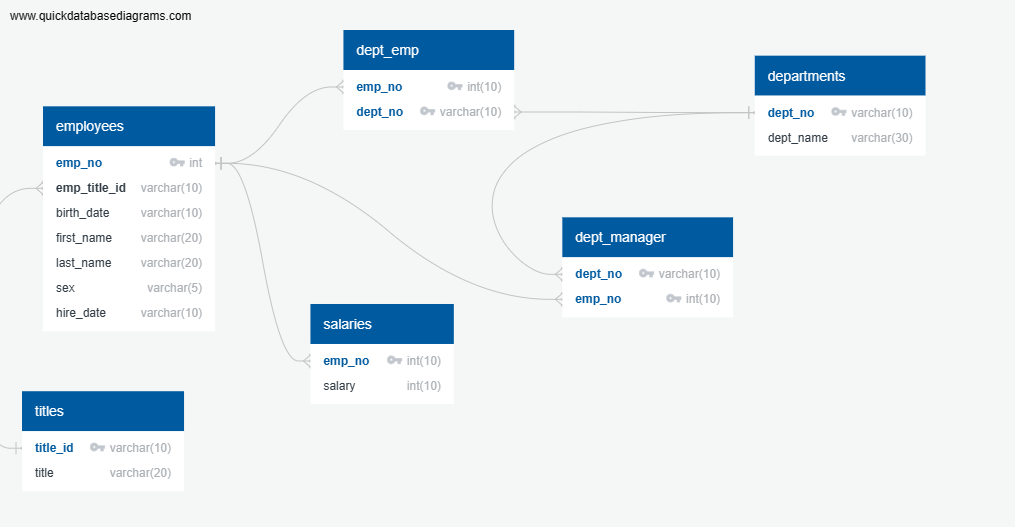 www.quickdatabasediagrams.com
dept_emp
emp_no int(10)
dept_no varchar(10)
departments
dept_no varchar(10)
dept_name varchar(30)
employees
emp_no int
emp_title_id varchar(10)
birth_date varchar(10)
first_name varchar(20)
last_name varchar(20)
sex varchar(5)
hire_date varchar(10)
dept_manager
dept_no varchar(10)
emp_no int(10)
salaries
emp_no int(10)
salary int(10)
titles
title_id varchar(10)
title varchar(20)